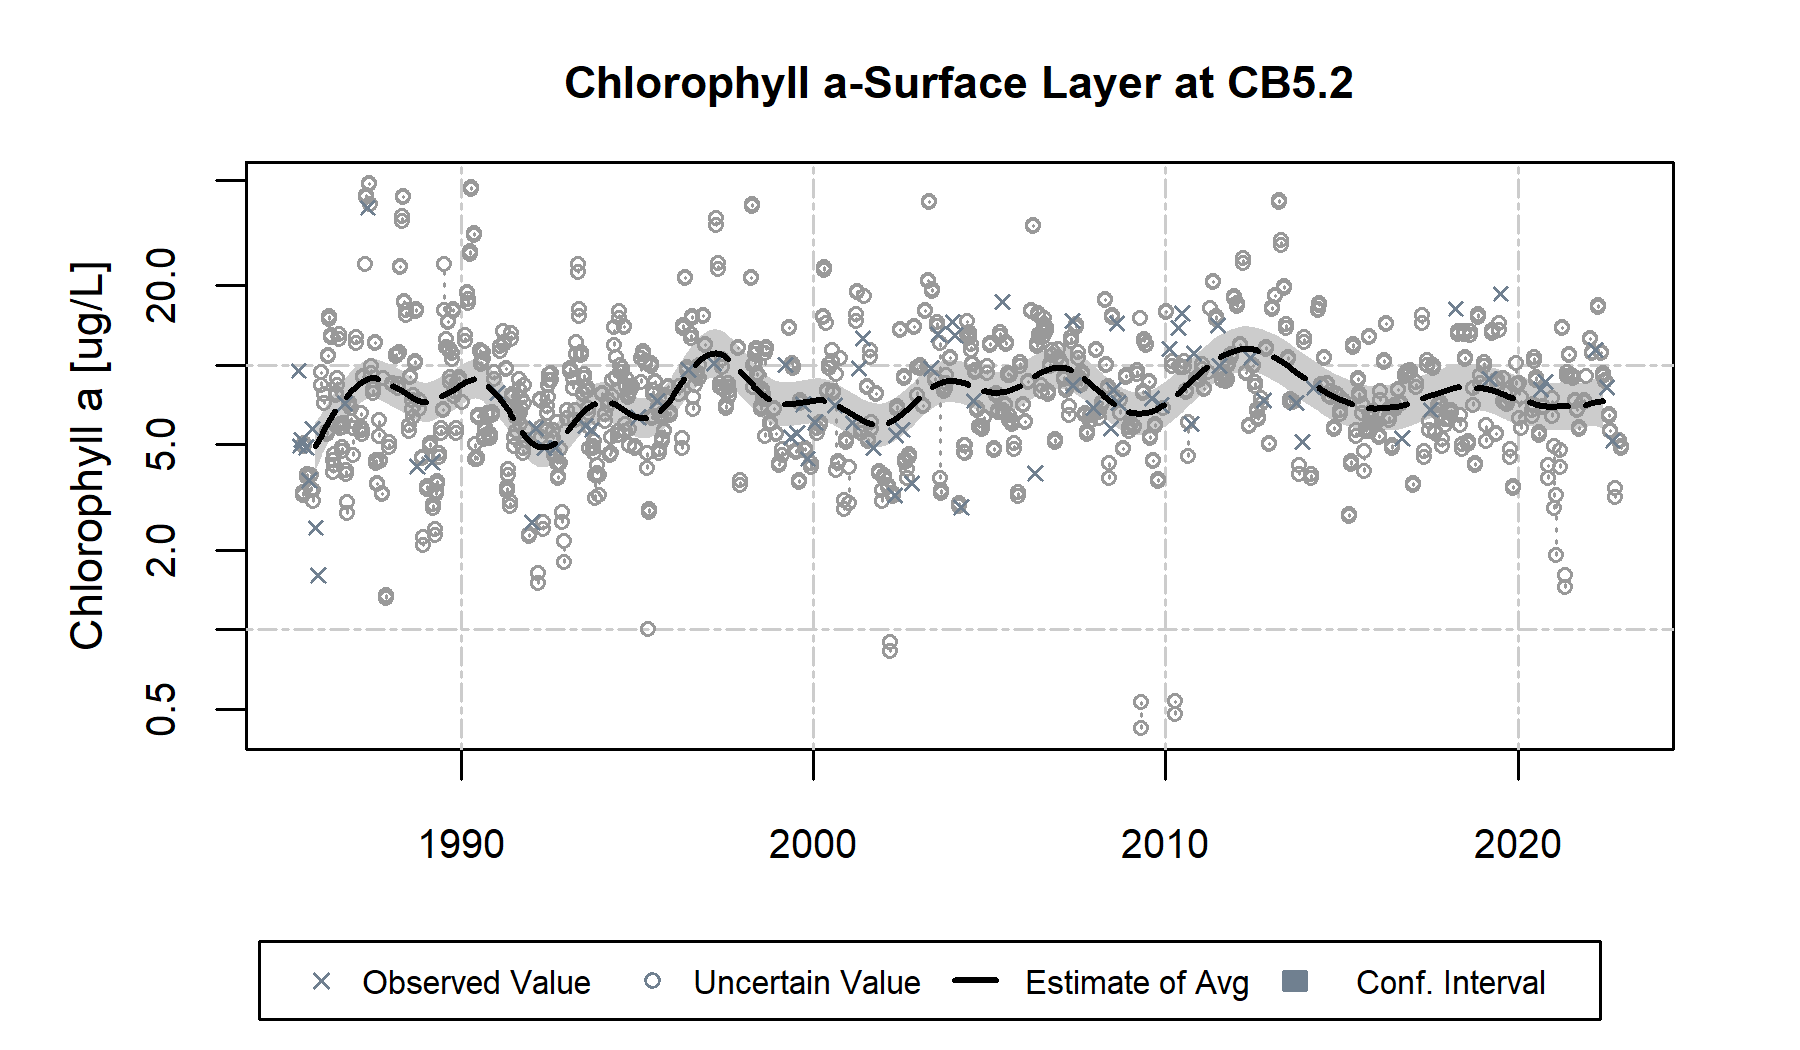 Chlorophyll a-Surface Layer at CB5.2
Chlorophyll a [ug/L]
20.0
5.0
2.0
0.5
1990 2000 2010 2020
Observed Value Uncertain Value Estimate of Avg Conf. Interval